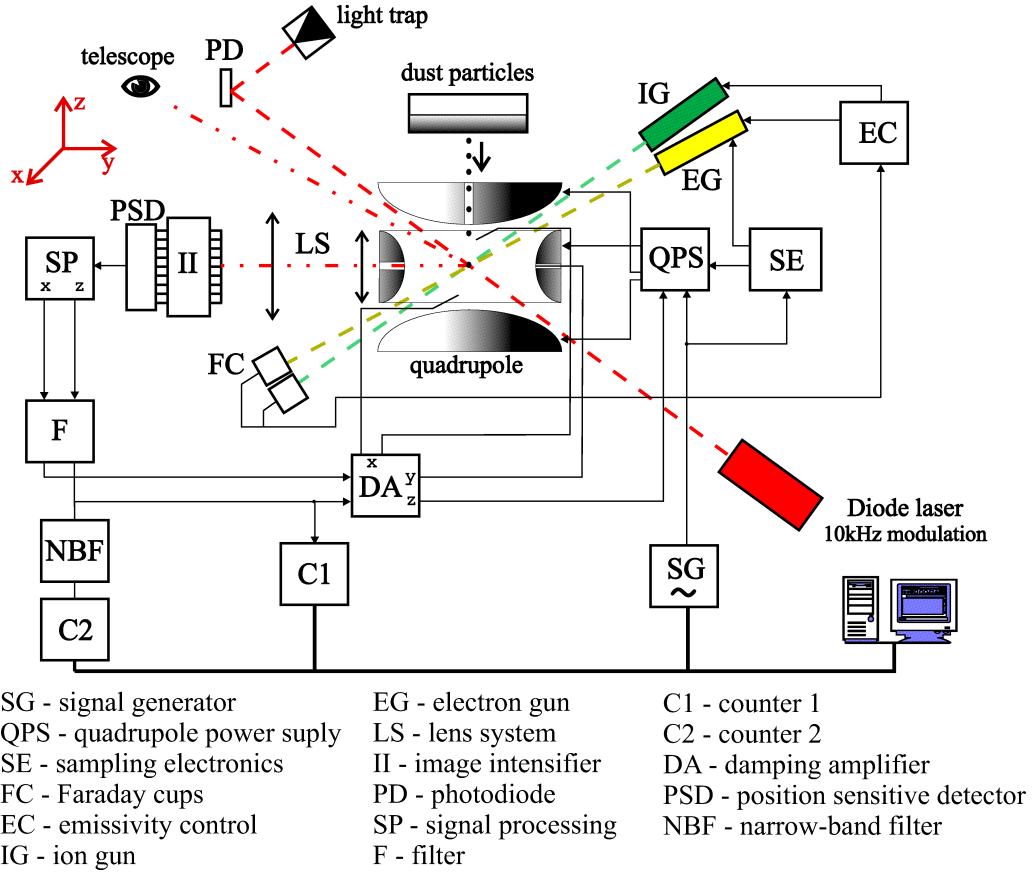 light trap
telescope
PD
dust particles
IG
EC
z
y
x
EG
PSD
SP
x z
II
LS
QPS
SE
FC
quadrupole
F
x
y
DA
z
Diode laser
10kHz modulation
NBF
C1
SG
~
C2
SG - signal generator
QPS - quadrupole power suply
SE - sampling electronics
FC - Faraday cups
EC - emissivity control
IG - ion gun
EG - electron gun
LS - lens system
II - image intensifier
PD - photodiode
SP - signal processing
F - filter
C1 - counter 1
C2 - counter 2
DA - damping amplifier
PSD - position sensitive detector
NBF - narrow-band filter